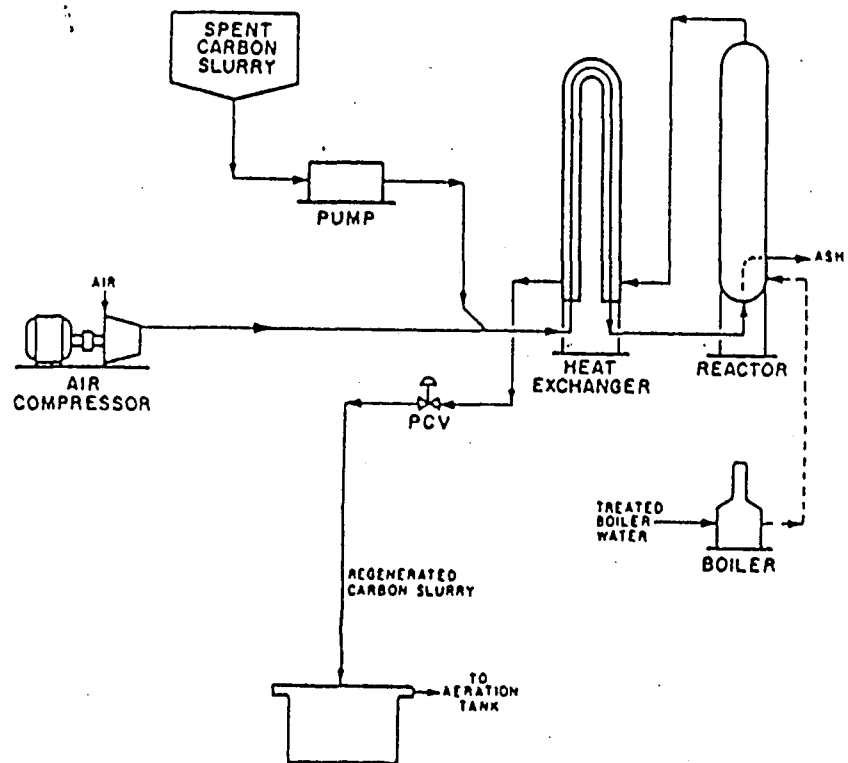 SPENT
CARBON
SLURRY
PUMP
AIR
AIR
COMPRESSOR
HEAT
EXCHANGER
REACTOR
ASH
PCV
TREATED
BOILER
WATER
BOILER
REGENERATED
CARBON SLURRY
TO
AERATION
TANK